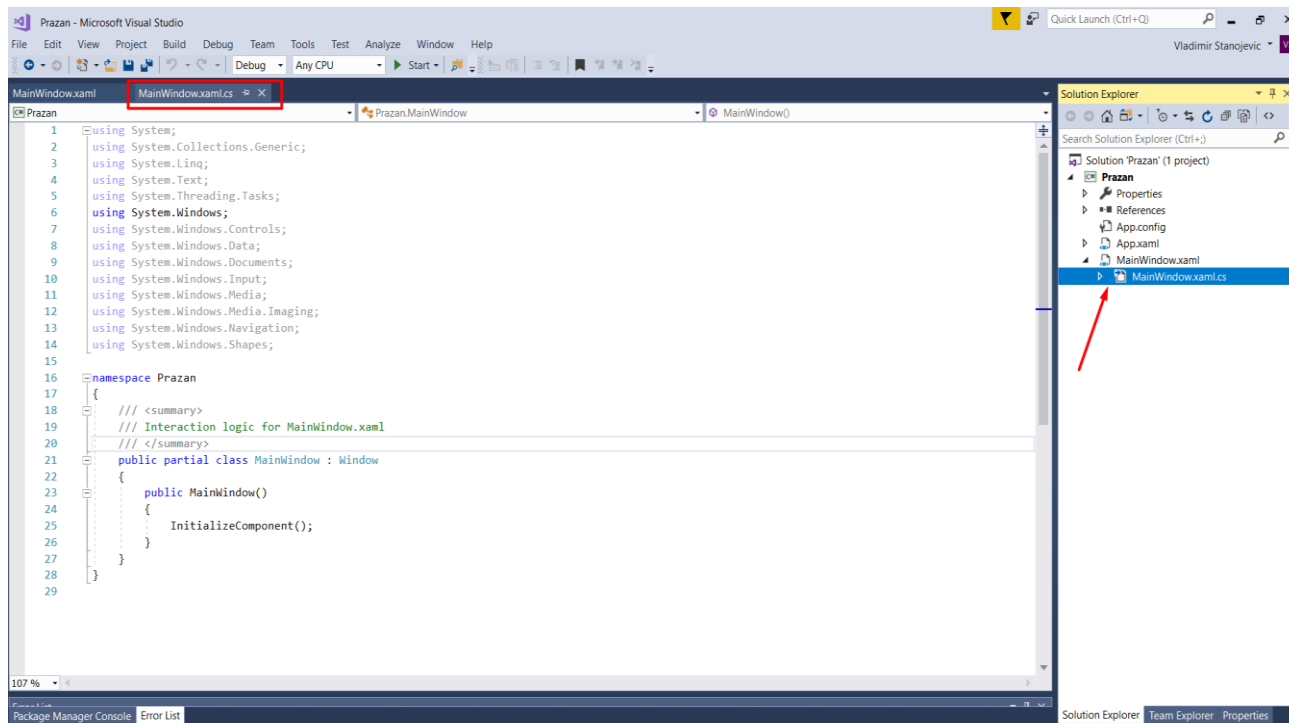 Prazan - Microsoft Visual Studio
Quick Launch (Ctrl+Q)
File Edit View Project Build Debug Team Tools Test Analyze Window Help
Vladimir Stanojevic
Debug Any CPU Start
MainWindow.xaml MainWindow.xaml.cs
Prazan Prazan.MainWindow MainWindow()
1 using System;
2 using System.Collections.Generic;
3 using System.Linq;
4 using System.Text;
5 using System.Threading.Tasks;
6 using System.Windows;
7 using System.Windows.Controls;
8 using System.Windows.Data;
9 using System.Windows.Documents;
10 using System.Windows.Input;
11 using System.Windows.Media;
12 using System.Windows.Media.Imaging;
13 using System.Windows.Navigation;
14 using System.Windows.Shapes;
15
16 namespace Prazan
17 {
18 /// <summary>
19 /// Interaction logic for MainWindow.xaml
20 /// </summary>
21 public partial class MainWindow : Window
22 {
23 public MainWindow()
24 {
25 InitializeComponent();
26 }
27 }
28 }
29
107 %
Package Manager Console Error List
Solution Explorer
Search Solution Explorer (Ctrl+;)
Solution 'Prazan' (1 project)
C# Prazan
Properties
References
App.config
App.xaml
MainWindow.xaml
MainWindow.xaml.cs
Solution Explorer Team Explorer Properties